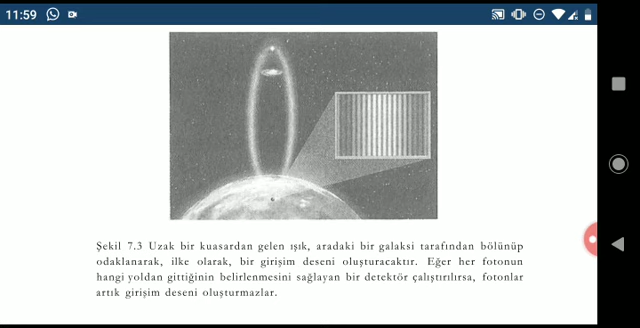 11:59
Şekil 7.3 Uzak bir kuasardan gelen ışık, aradaki bir galaksi tarafından bölünüp
odaklanarak, ilke olarak, bir girişim deseni oluşturacaktır. Eğer her fotonun
hangi yoldan gittiğinin belirlenmesini sağlayan bir detektör çalıştırılırsa, fotonlar
artık girişim deseni oluşturmazlar.